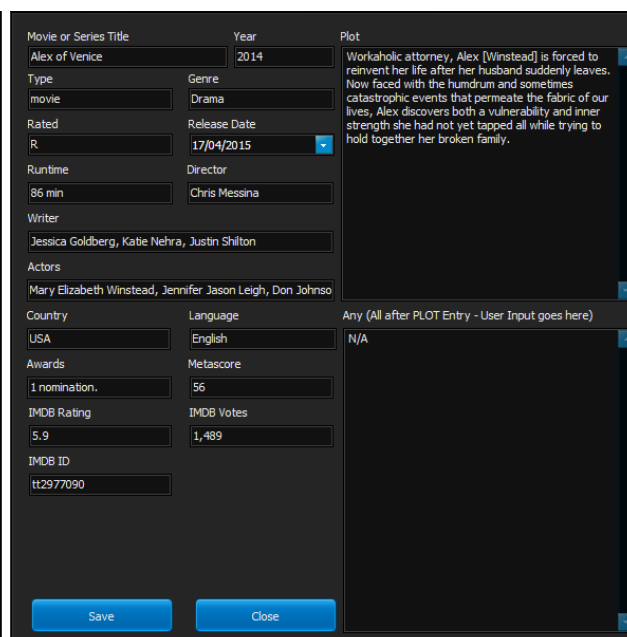 Movie or Series Title
Year
Plot
Alex of Venice
2014
Workaholic attorney, Alex [Winstead] is forced to
reinvent her life after her husband suddenly leaves.
Now faced with the humdrum and sometimes
catastrophic events that permeate the fabric of our
lives, Alex discovers both a vulnerability and inner
strength she had not yet tapped all while trying to
hold together her broken family.
Type
Genre
movie
Drama
Rated
Release Date
R
17/04/2015
Runtime
Director
86 min
Chris Messina
Writer
Jessica Goldberg, Katie Nehra, Justin Shilton
Actors
Mary Elizabeth Winstead, Jennifer Jason Leigh, Don Johnso
Country
Language
Any (All after PLOT Entry - User Input goes here)
USA
English
N/A
Awards
Metascore
1 nomination.
56
IMDB Rating
IMDB Votes
5.9
1,489
IMDB ID
tt2977090
Save
Close